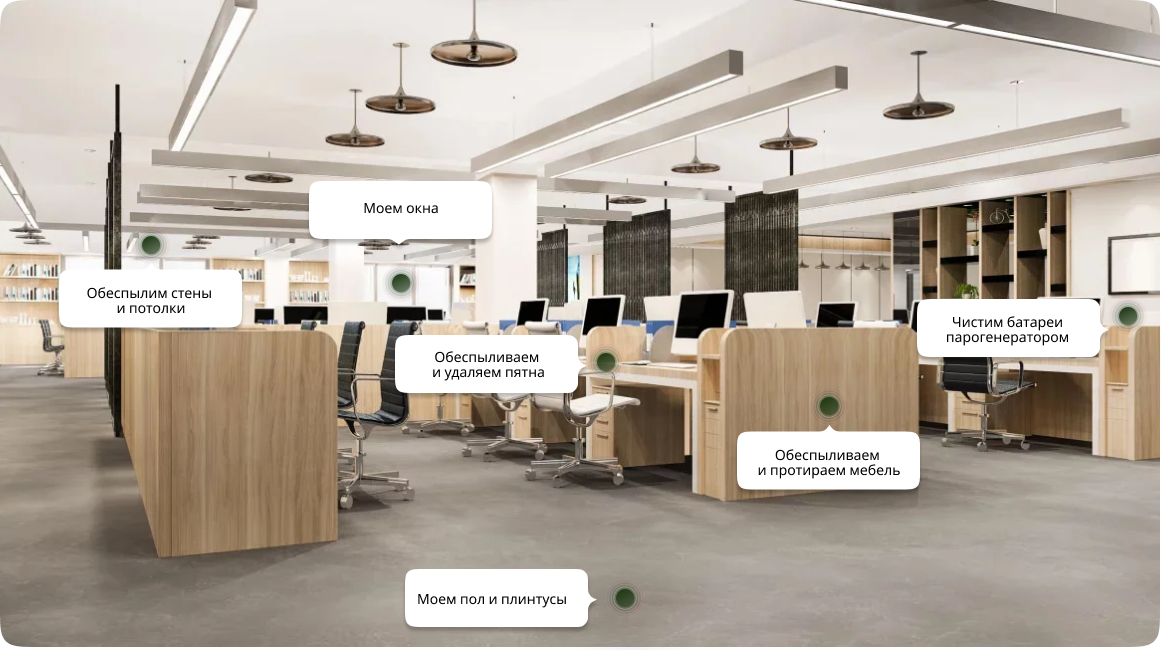 Моем окна
Обеспылим стены
и потолки
Чистим батареи
парогенератором
Обеспыливаем
и удаляем пятна
Обеспыливаем
и протираем мебель
Моем пол и плинтусы